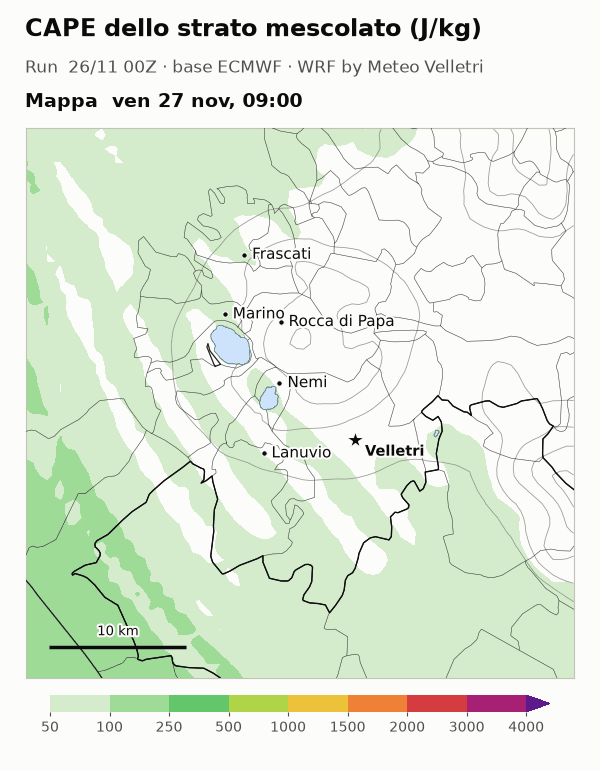 CAPE dello strato mescolato (J/kg)
Run  26/11 00Z · base ECMWF · WRF by Meteo Velletri
Mappa  ven 27 nov, 09:00
Frascati
Marino
Rocca di Papa
Nemi
Velletri
Lanuvio
10 km
50 100 250 500 1000 1500 2000 3000 4000